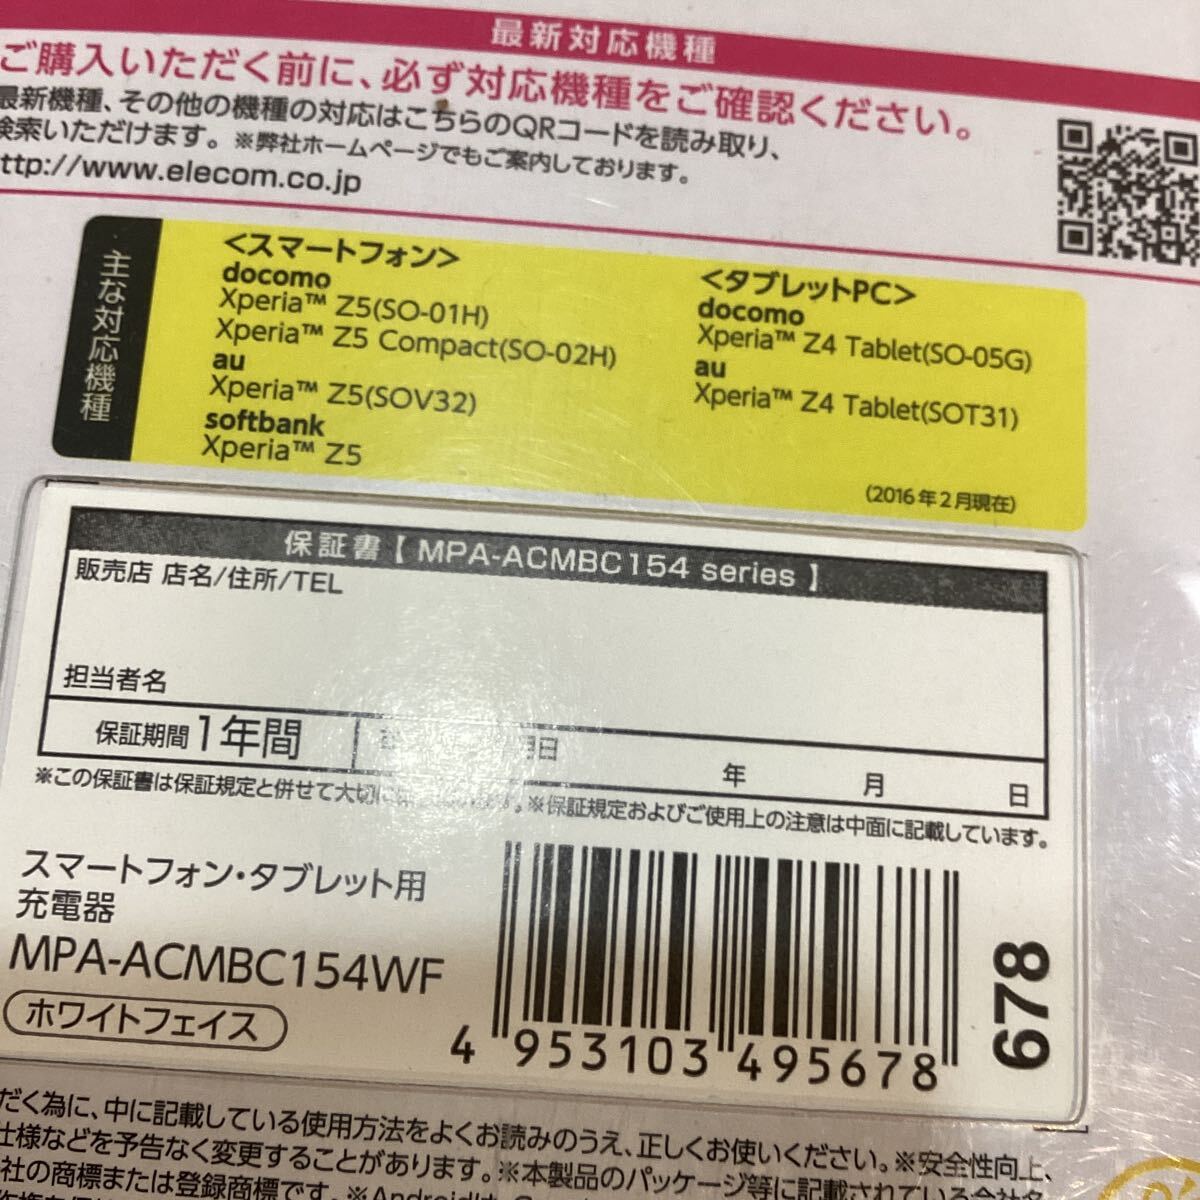 最新対応機種
ご購入いただく前に、必ず対応機種をご確認ください。
最新機種、その他の機種の対応はこちらのQRコードを読み取り、
検索いただけます。※弊社ホームページでもご案内しております。
ttp://www.elecom.co.jp
主な対応機種
<スマートフォン>
docomo
Xperia™ Z5(SO-01H)
Xperia™ Z5 Compact(SO-02H)
au
Xperia™ Z5(SOV32)
softbank
Xperia™ Z5
<タブレットPC>
docomo
Xperia™ Z4 Tablet(SO-05G)
au
Xperia™ Z4 Tablet(SOT31)
(2016年2月現在)
保証書【 MPA-ACMBC154 series 】
販売店 店名/住所/TEL
担当者名
保証期間 1年間
月日
年 月 日
※この保証書は保証規定と併せて大切に ※保証規定およびご使用上の注意は中面に記載しています。
スマートフォン・タブレット用
充電器
MPA-ACMBC154WF
ホワイトフェイス
4 953103 495678
678
だく為に、中に記載している使用方法をよくお読みのうえ、正しくお使いください。※安全性向上、
仕様などを予告なく変更することがあります。※本製品のパッケージ等に記載されている会社名
社の商標または登録商標です。※Androidは、